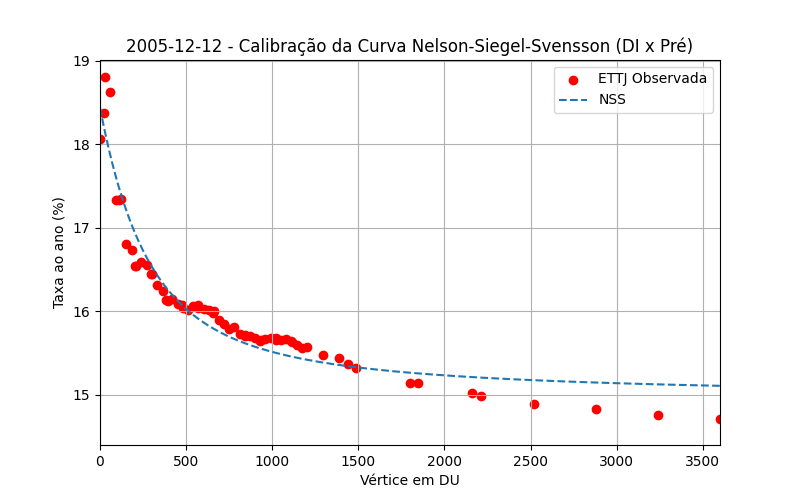 2005-12-12 - Calibração da Curva Nelson-Siegel-Svensson (DI x Pré)
ETTJ Observada
NSS
Taxa ao ano (%)
19
18
17
16
15
0 500 1000 1500 2000 2500 3000 3500
Vértice em DU